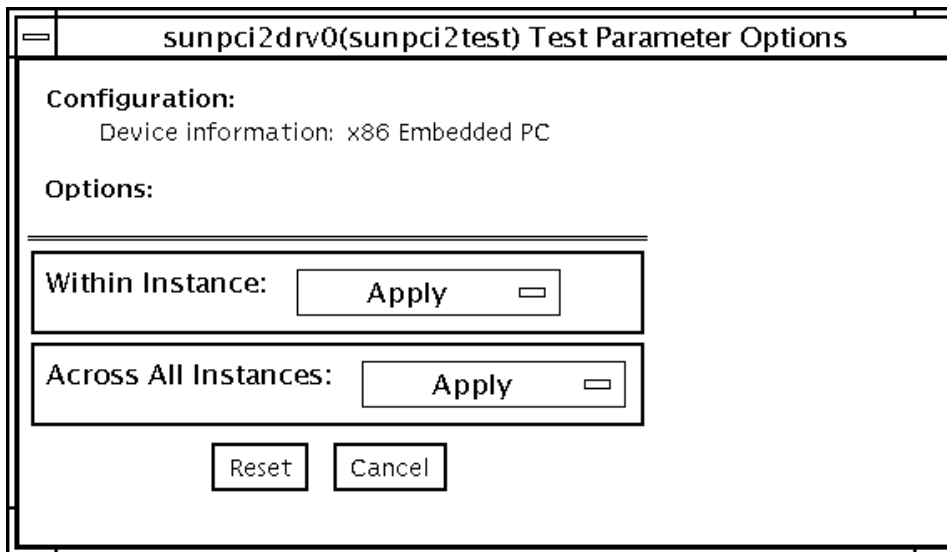 sunpci2drv0(sunpci2test) Test Parameter Options
Configuration:
Device information: x86 Embedded PC
Options:
Within Instance: Apply
Across All Instances: Apply
Reset Cancel